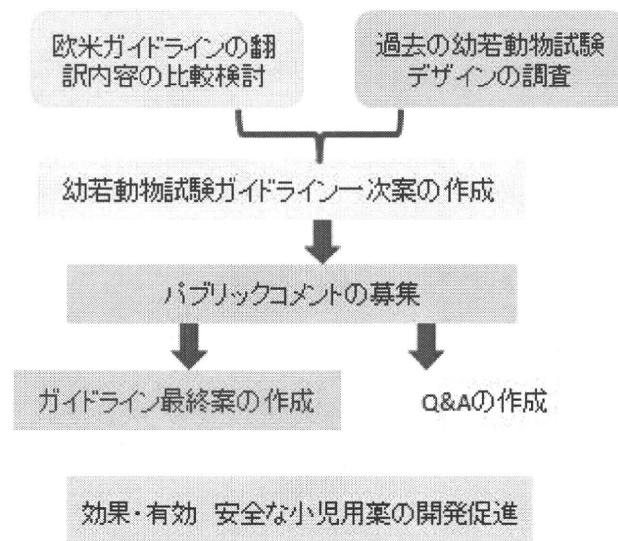 欧米ガイドラインの翻
訳内容の比較検討
過去の幼若動物試験
デザインの調査
幼若動物試験ガイドライン一次案の作成
パブリックコメントの募集
ガイドライン最終案の作成
Q&Aの作成
効果・有効 安全な小児用薬の開発促進